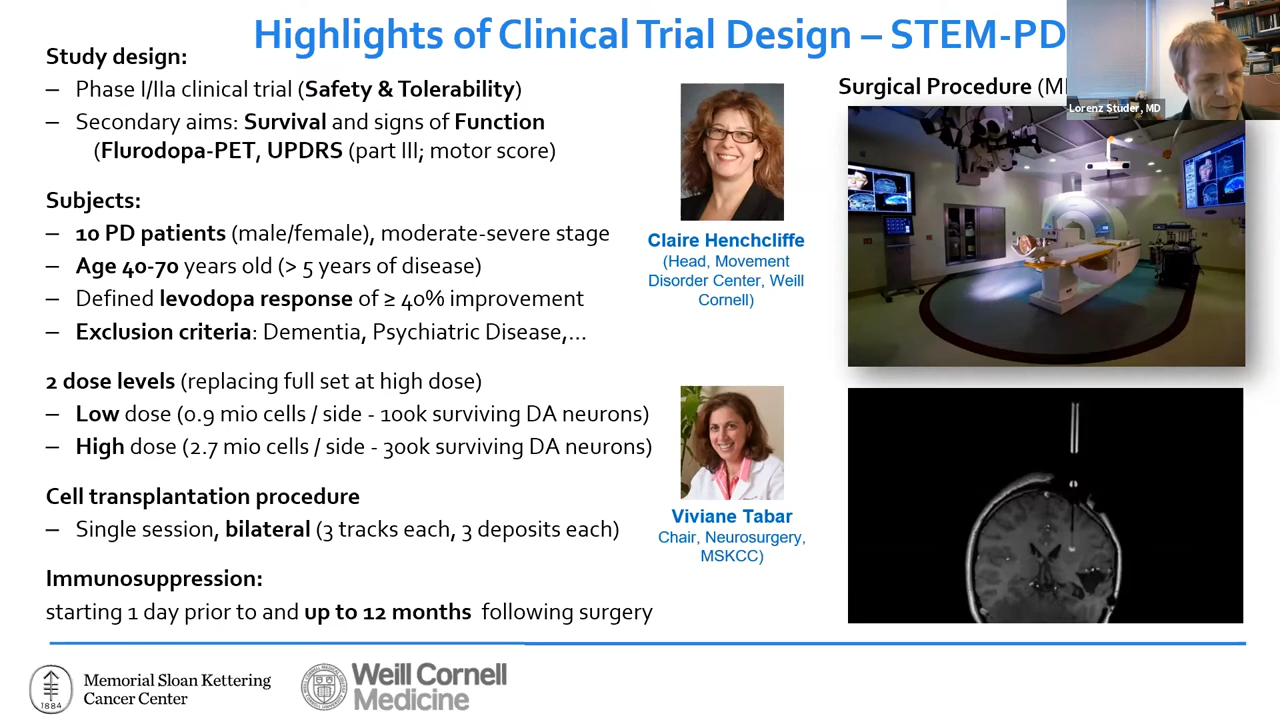 Highlights of Clinical Trial Design – STEM-PD
Study design:
– Phase I/IIa clinical trial (Safety & Tolerability)
– Secondary aims: Survival and signs of Function
(Flurodopa-PET, UPDRS (part III; motor score)
Subjects:
– 10 PD patients (male/female), moderate-severe stage
– Age 40-70 years old (> 5 years of disease)
– Defined levodopa response of ≥ 40% improvement
– Exclusion criteria: Dementia, Psychiatric Disease,...
2 dose levels (replacing full set at high dose)
– Low dose (0.9 mio cells / side - 100k surviving DA neurons)
– High dose (2.7 mio cells / side - 300k surviving DA neurons)
Cell transplantation procedure
– Single session, bilateral (3 tracks each, 3 deposits each)
Immunosuppression:
starting 1 day prior to and up to 12 months following surgery
Claire Henchcliffe
(Head, Movement
Disorder Center, Weill
Cornell)
Viviane Tabar
Chair, Neurosurgery,
MSKCC)
Surgical Procedure
Lorenz Studer, MD
1884
Memorial Sloan Kettering
Cancer Center
Weill Cornell
Medicine